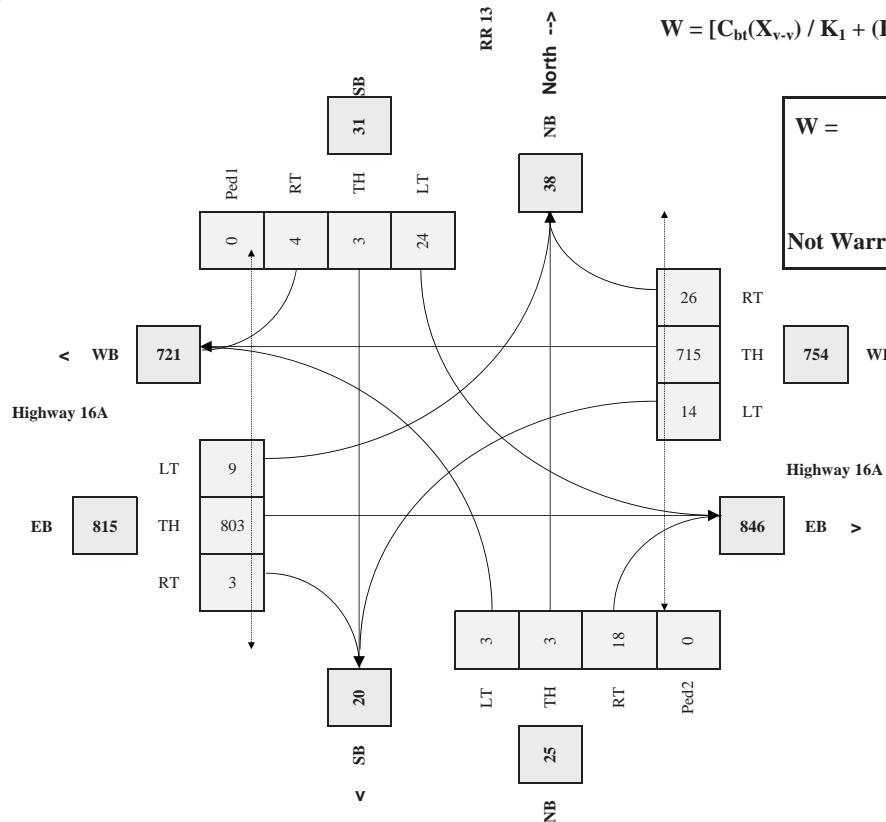 RR 13
North -->
W = [C_bt(X_v-v) / K_1 + (
SB
31
NB
38
W =
Not Warr
Ped1
RT
TH
LT
0
4
3
24
26
RT
< WB
721
715
TH
754
14
LT
Highway 16A
LT
9
Highway 16A
EB
815
TH
803
846
EB >
RT
3
3
3
18
0
20
LT
TH
RT
Ped2
SB
25
<
NB